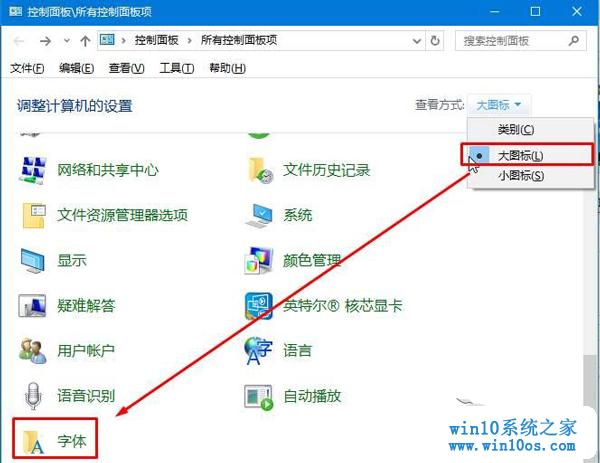 控制面板\所有控制面板项
控制面板 所有控制面板项 搜索控制面板
文件(F) 编辑(E) 查看(V) 工具(T) 帮助(H)
调整计算机的设置 查看方式: 大图标
类别(C)
大图标(L)
小图标(S)
网络和共享中心 文件历史记录
文件资源管理器选项 系统
显示 颜色管理
疑难解答 英特尔® 核芯显卡
用户帐户 语言
语音识别 自动播放
字体
win10系统之家
www.win10os.com